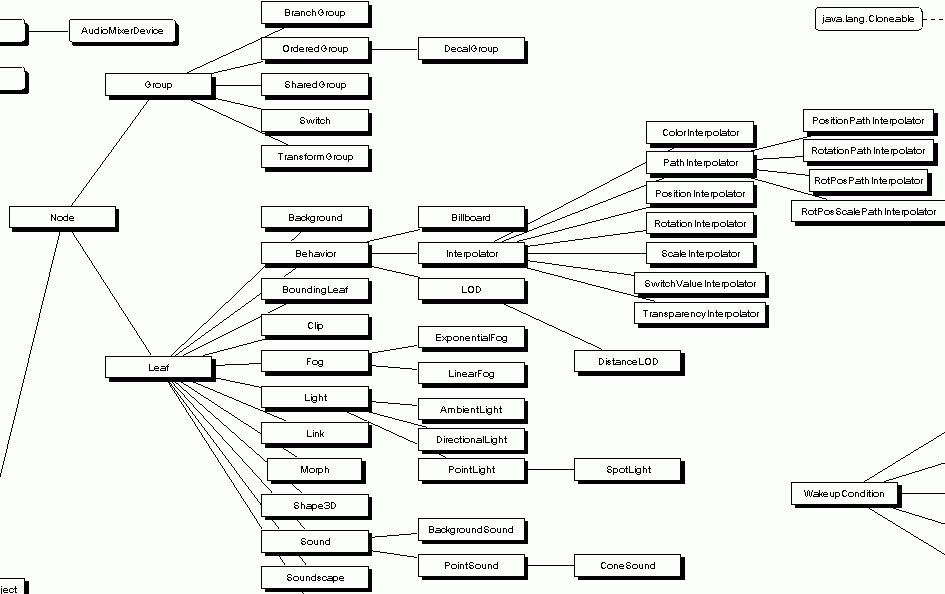 BranchGroup
java.lang.Cloneable
AudioMixerDevice
OrderedGroup
DecalGroup
Group
SharedGroup
Switch
TransformGroup
ColorInterpolator
PositionPathInterpolator
PathInterpolator
RotationPathInterpolator
RotPosPathInterpolator
PositionInterpolator
RotPosScalePathInterpolator
Node
Background
Billboard
RotationInterpolator
Behavior
Interpolator
ScaleInterpolator
BoundingLeaf
LOD
SwitchValueInterpolator
TransparencyInterpolator
Clip
ExponentialFog
Leaf
Fog
DistanceLOD
LinearFog
Light
AmbientLight
Link
DirectionalLight
Morph
PointLight
SpotLight
WakeupCondition
Shape3D
BackgroundSound
Sound
PointSound
ConeSound
Soundscape
ject